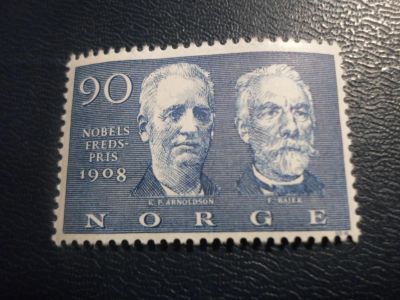 90
NOBELS
FREDS-
PRIS
1908
K. P. ARNOLDSON
F. BAJER
NORGE